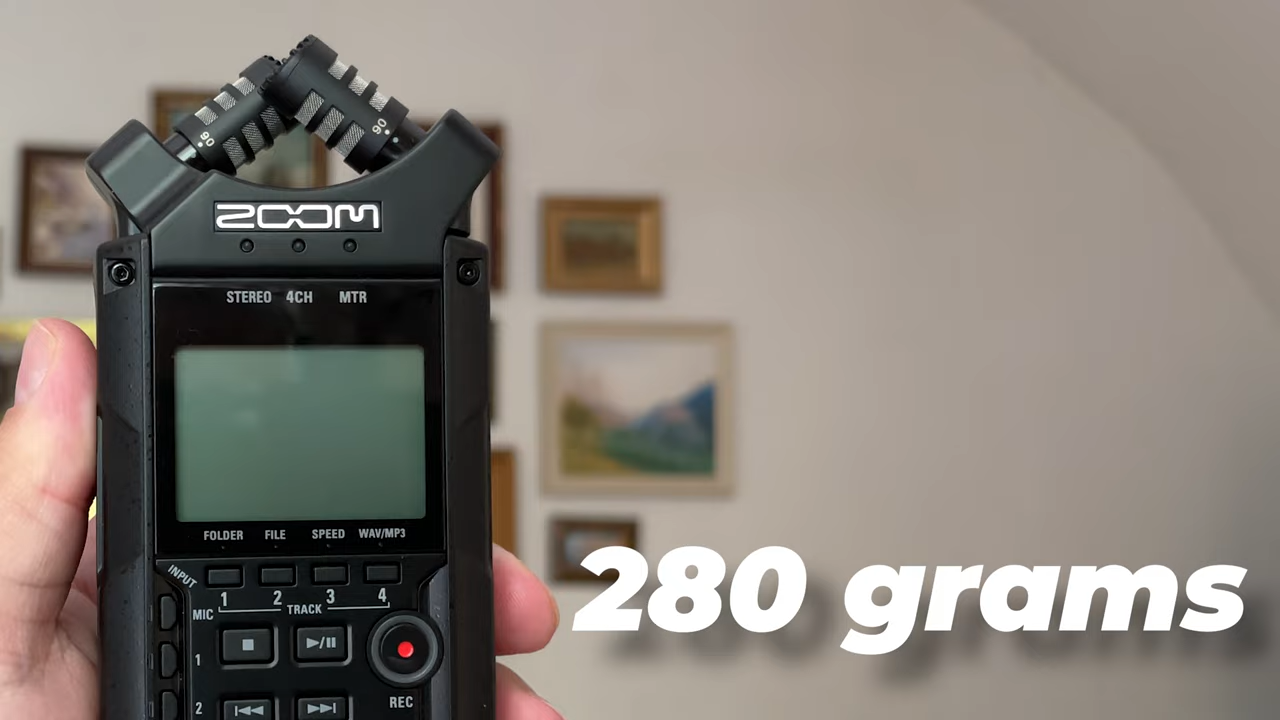 90 90
ZOOM
STEREO 4CH MTR
FOLDER FILE SPEED WAV/MP3
INPUT
1 2 3 4
MIC TRACK
280 grams
1
REC
2